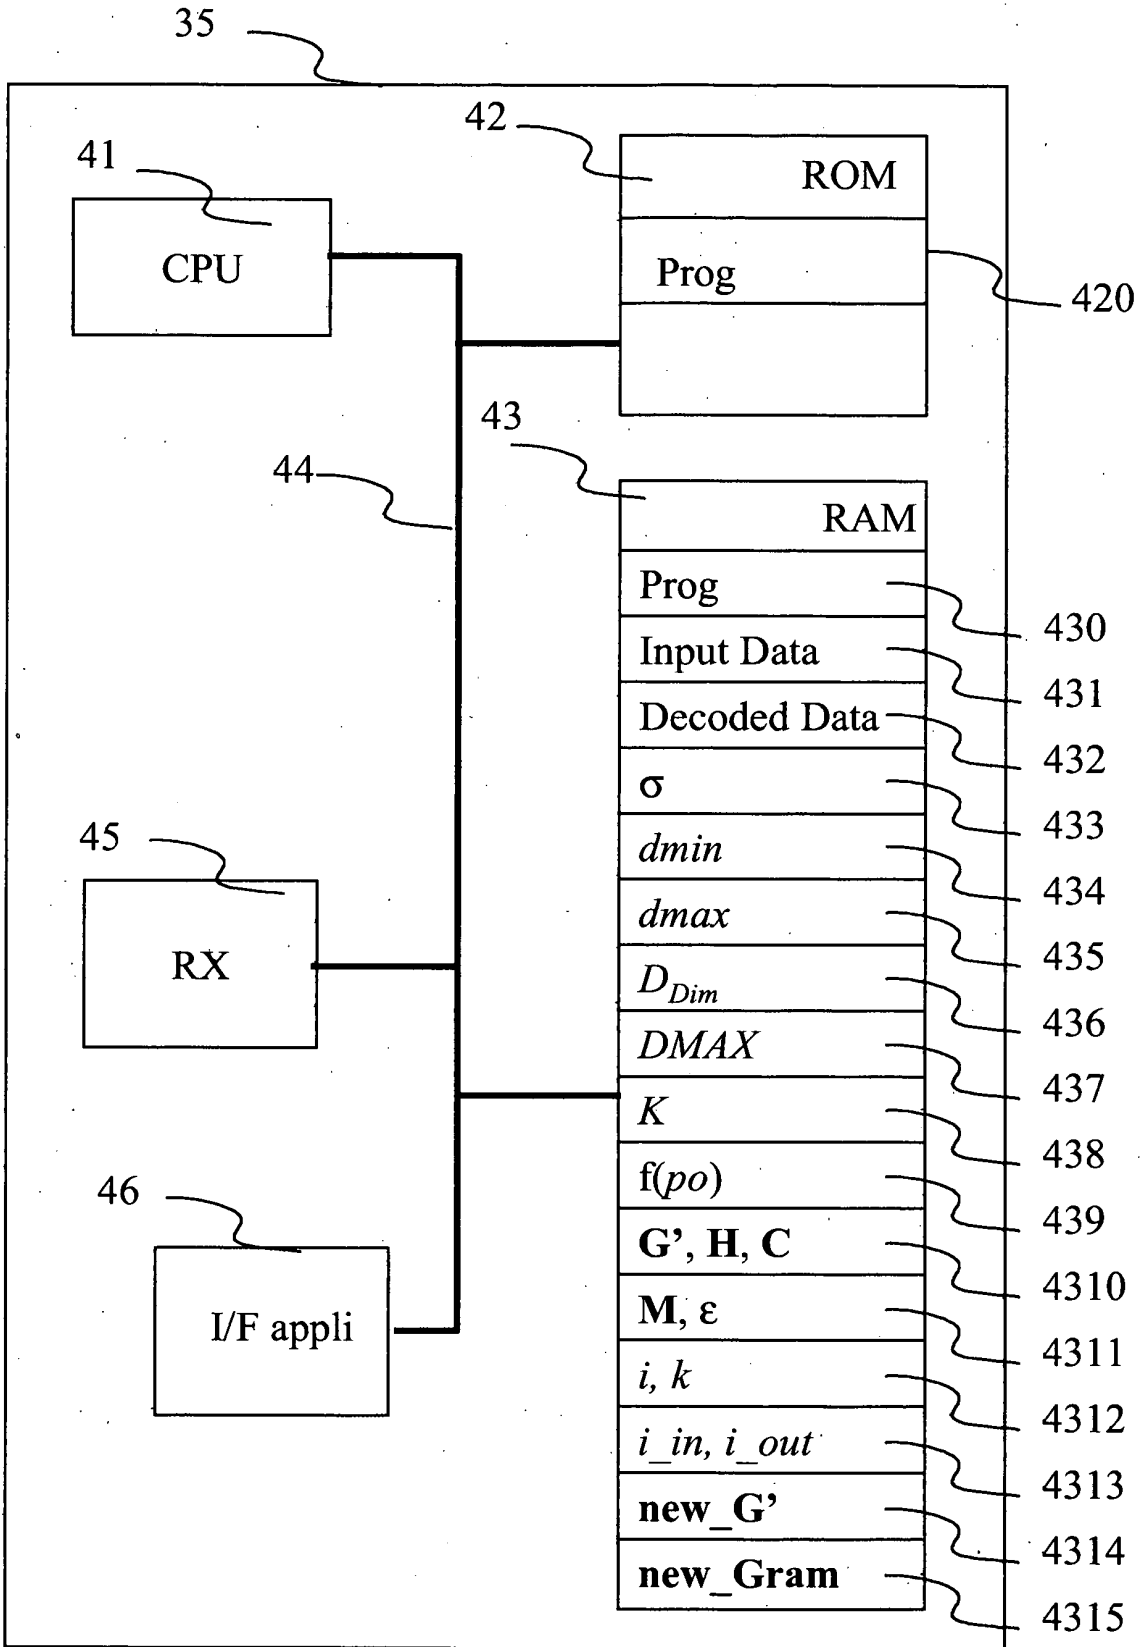 35
42
41
ROM
CPU
Prog
420
43
44
RAM
Prog
430
Input Data
431
Decoded Data
432
σ
433
dmin
434
45
dmax
435
RX
D_Dim
436
DMAX
437
K
438
46
f(po)
439
G’, H, C
4310
I/F appli
M, ε
4311
i, k
4312
i_in, i_out
4313
new_G’
4314
new_Gram
4315